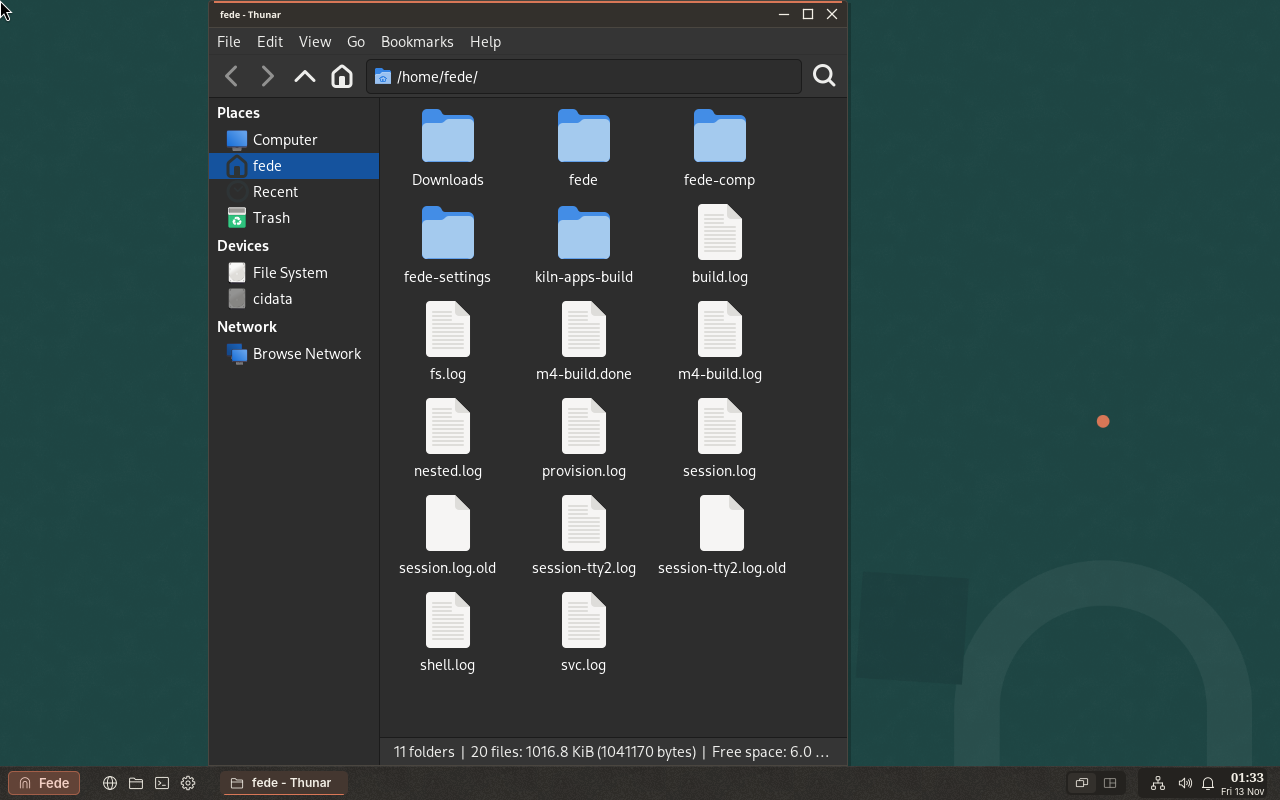 fede - Thunar
File Edit View Go Bookmarks Help
/home/fede/
Places
Computer
fede
Recent
Trash
Devices
File System
cidata
Network
Browse Network
Downloads fede fede-comp
fede-settings kiln-apps-build build.log
fs.log m4-build.done m4-build.log
nested.log provision.log session.log
session.log.old session-tty2.log session-tty2.log.old
shell.log svc.log
11 folders | 20 files: 1016.8 KiB (1041170 bytes) | Free space: 6.0 ...
Fede
fede - Thunar
01:33
Fri 13 Nov